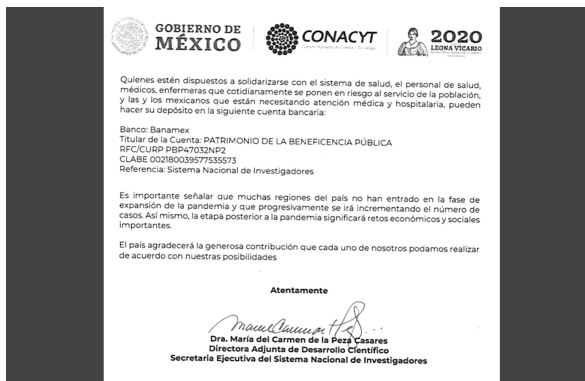 GOBIERNO DE
MÉXICO
CONACYT
2020
LEONA VICARIO
Quienes estén dispuestos a solidarizarse con el sistema de salud, el personal de salud,
médicos, enfermeras que cotidianamente se ponen en riesgo al servicio de la población,
y las y los mexicanos que están necesitando atención médica y hospitalaria, pueden
hacer su depósito en la siguiente cuenta bancaria:
Banco: Banamex
Titular de la Cuenta: PATRIMONIO DE LA BENEFICENCIA PÚBLICA
RFC/CURP PBP47032NP2
CLABE 002180039577535573
Referencia: Sistema Nacional de Investigadores
Es importante señalar que muchas regiones del país no han entrado en la fase de
expansión de la pandemia y que progresivamente se irá incrementando el número de
casos. Así mismo, la etapa posterior a la pandemia significará retos económicos y sociales
importantes.
El país agradecerá la generosa contribución que cada uno de nosotros podamos realizar
de acuerdo con nuestras posibilidades
Atentamente
Dra. María del Carmen de la Peza Casares
Directora Adjunta de Desarrollo Científico
Secretaria Ejecutiva del Sistema Nacional de Investigadores